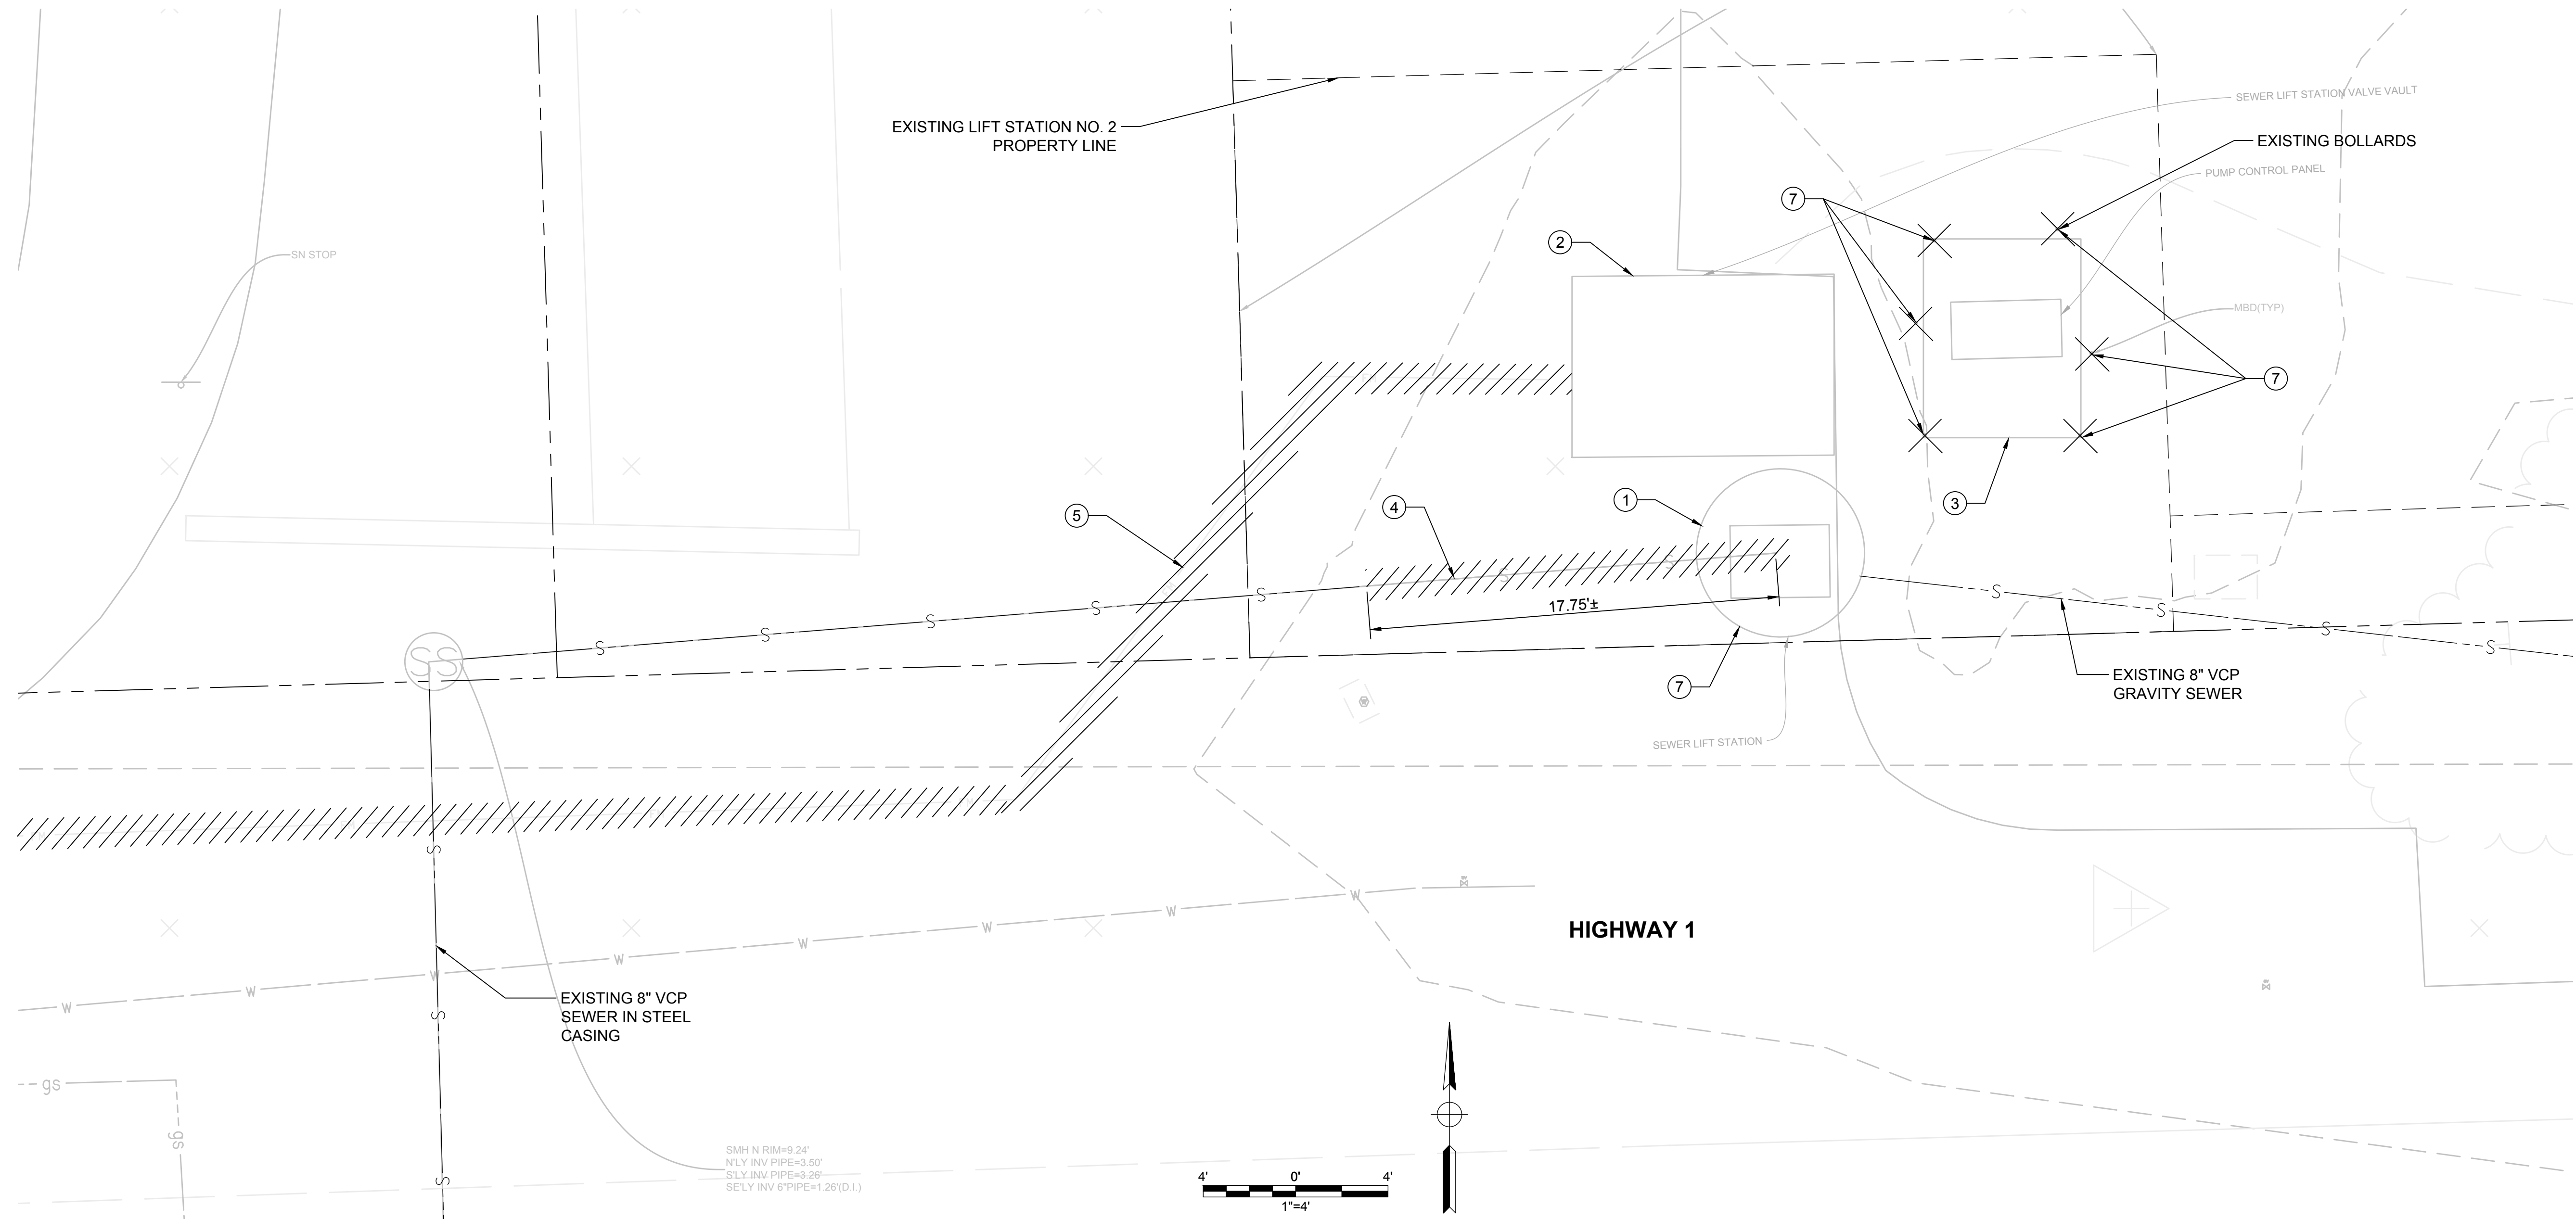 EXISTING LIFT STATION NO. 2
PROPERTY LINE
SEWER LIFT STATION VALVE VAULT
EXISTING BOLLARDS
PUMP CONTROL PANEL
7
2
SN STOP
MBD(TYP)
7
5
4
1
3
S
S
S
S
S
S
S
17.75'±
S
S
S
S
SS
7
EXISTING 8" VCP
GRAVITY SEWER
SEWER LIFT STATION
S
W
W
W
W
W
W
W
W
HIGHWAY 1
EXISTING 8" VCP
SEWER IN STEEL
CASING
S
gs
gs
SMH N RIM=9.24'
N'LY INV PIPE=3.50'
S'LY INV PIPE=3.26'
SE'LY INV 6"PIPE=1.26'(D.I.)
S
4' 0' 4'
1"=4'